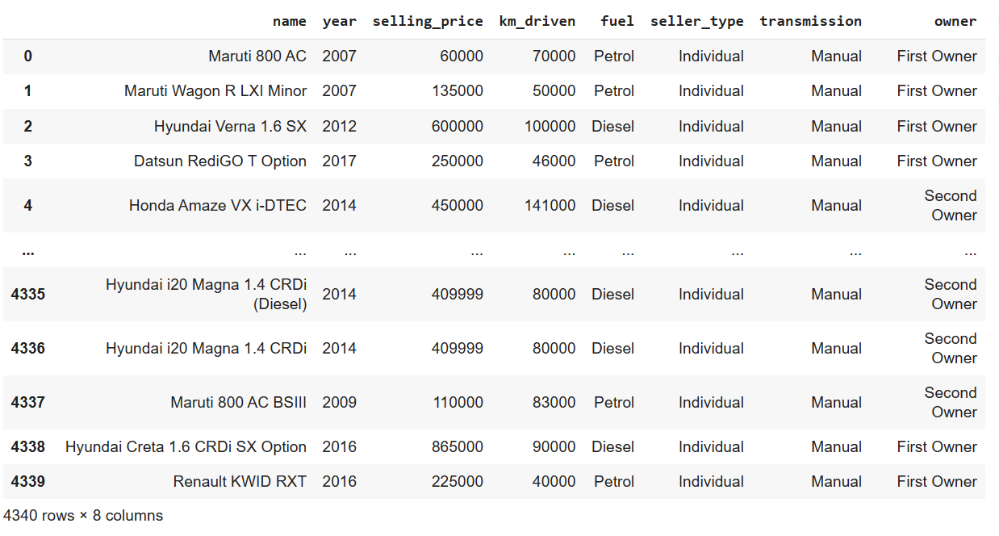 name year selling_price km_driven fuel seller_type transmission owner
0 Maruti 800 AC 2007 60000 70000 Petrol Individual Manual First Owner
1 Maruti Wagon R LXI Minor 2007 135000 50000 Petrol Individual Manual First Owner
2 Hyundai Verna 1.6 SX 2012 600000 100000 Diesel Individual Manual First Owner
3 Datsun RediGO T Option 2017 250000 46000 Petrol Individual Manual First Owner
4 Honda Amaze VX i-DTEC 2014 450000 141000 Diesel Individual Manual Second
Owner
... ... ... ... ... ... ... ... ...
4335 Hyundai i20 Magna 1.4 CRDi
(Diesel) 2014 409999 80000 Diesel Individual Manual Second
Owner
4336 Hyundai i20 Magna 1.4 CRDi 2014 409999 80000 Diesel Individual Manual Second
Owner
4337 Maruti 800 AC BSIII 2009 110000 83000 Petrol Individual Manual Second
Owner
4338 Hyundai Creta 1.6 CRDi SX Option 2016 865000 90000 Diesel Individual Manual First Owner
4339 Renault KWID RXT 2016 225000 40000 Petrol Individual Manual First Owner
4340 rows × 8 columns